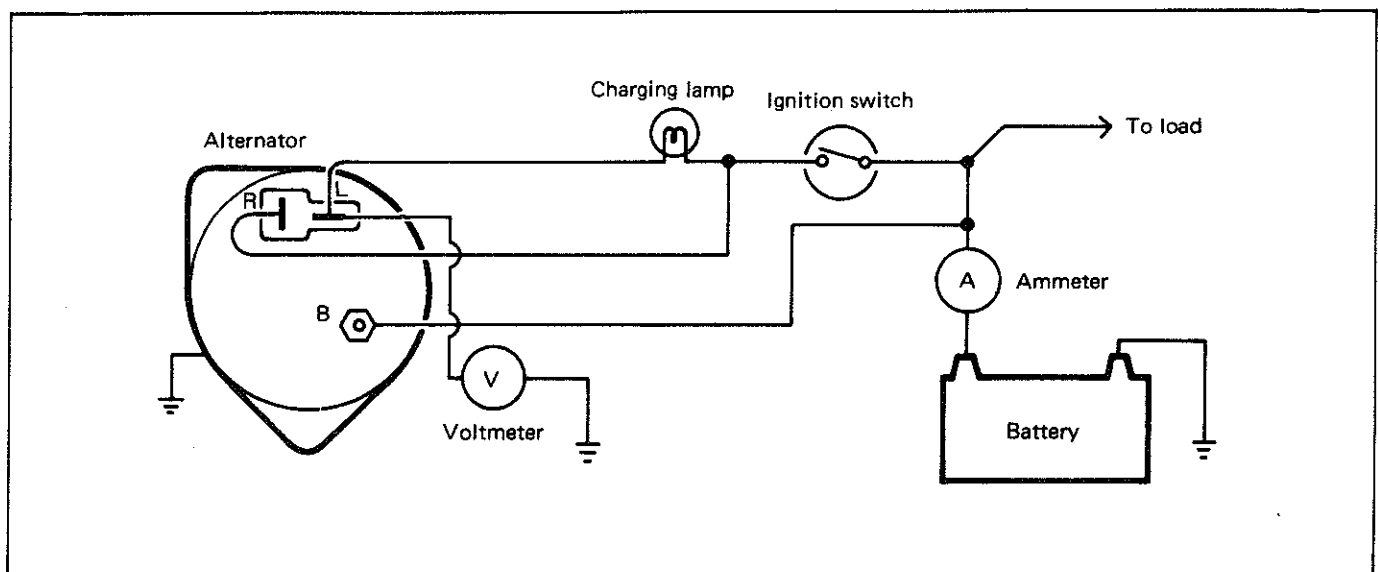 Charging lamp
Ignition switch
To load
Alternator
R
L
B
A
Ammeter
V
Voltmeter
Battery